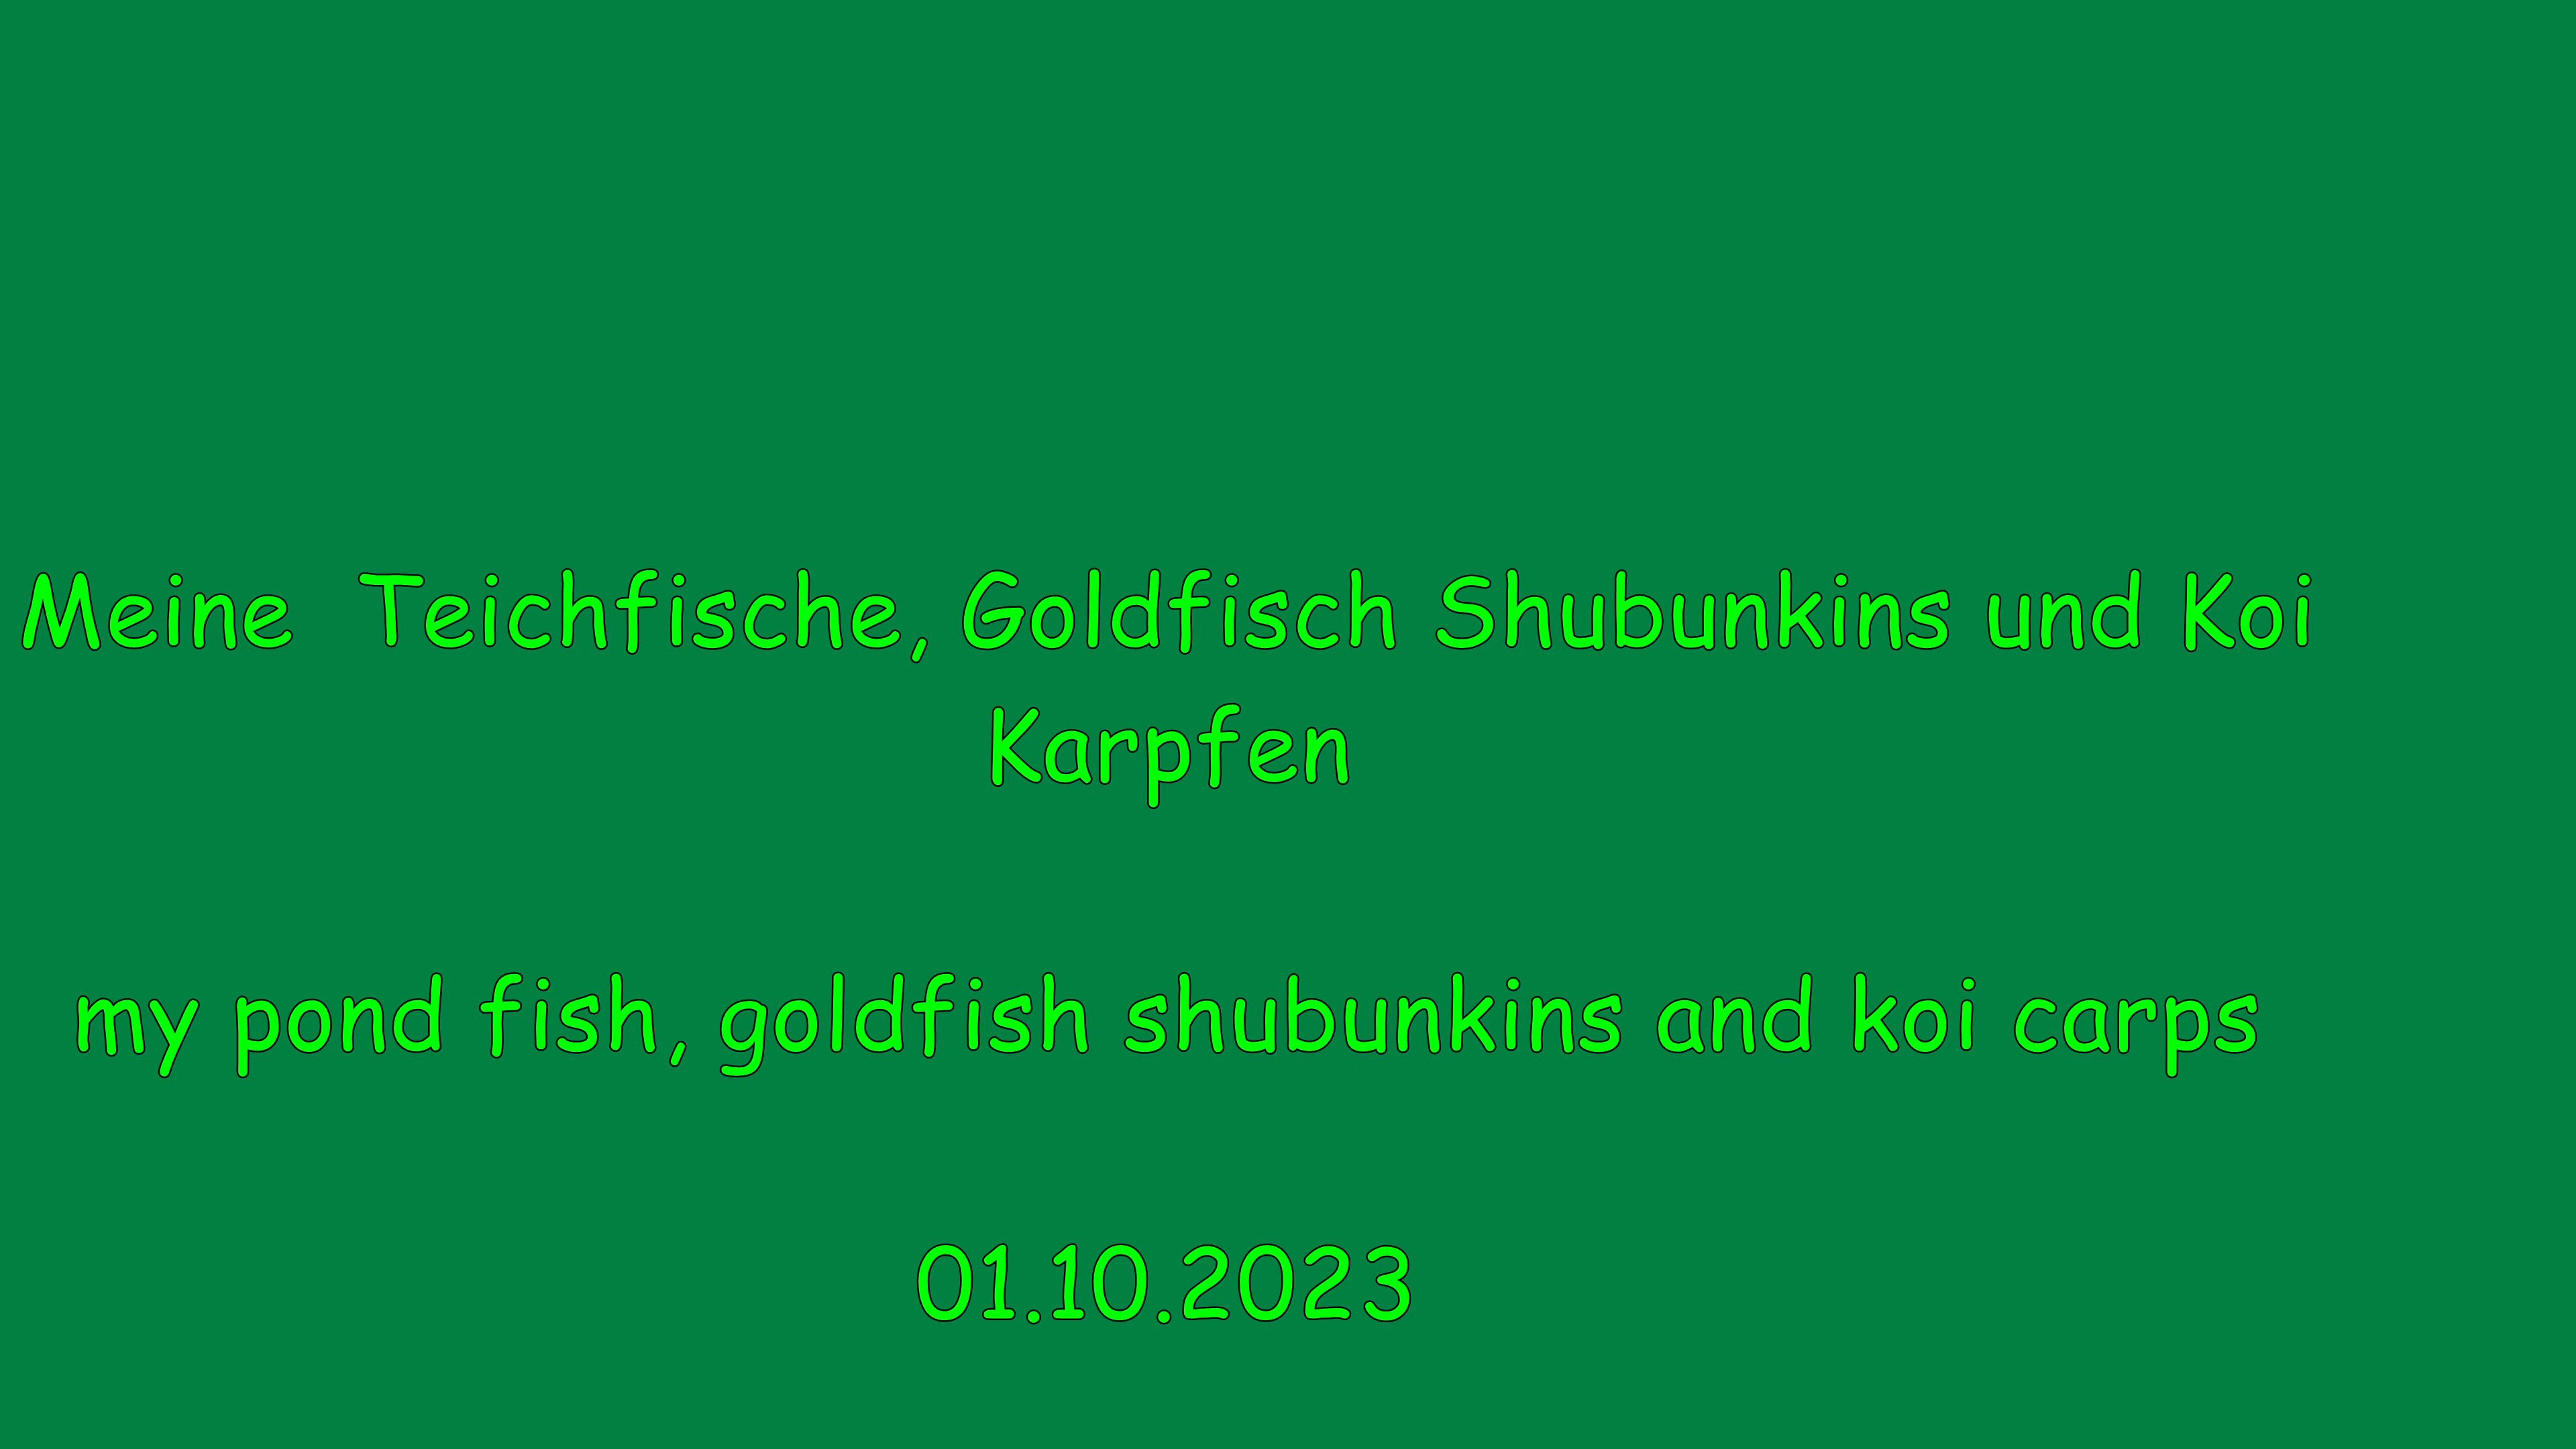 Meine  Teichfische, Goldfisch Shubunkins und Koi
Karpfen
my pond fish, goldfish shubunkins and koi carps
01.10.2023